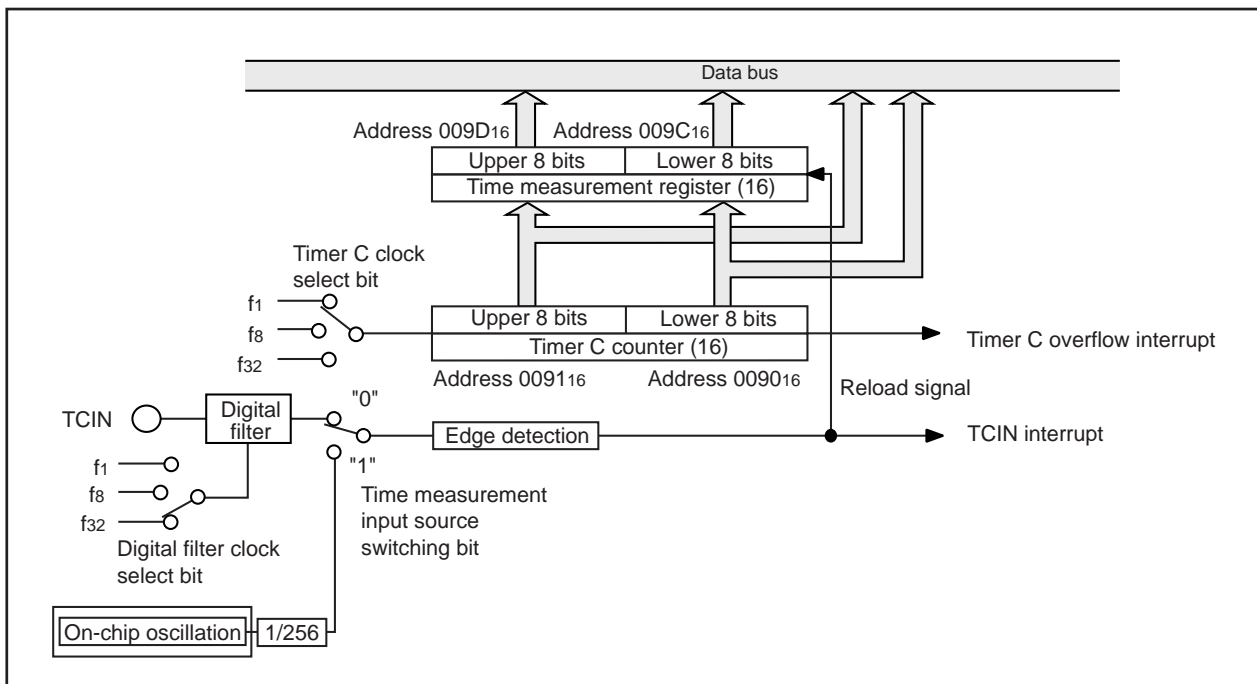 Data bus
Address 009D16
Address 009C16
Upper 8 bits
Lower 8 bits
Time measurement register (16)
Timer C clock
select bit
f1
f8
f32
Upper 8 bits
Lower 8 bits
Timer C counter (16)
Timer C overflow interrupt
Address 009116
Address 009016
Reload signal
TCIN
Digital
filter
"0"
"1"
Edge detection
TCIN interrupt
f1
f8
f32
Time measurement
input source
switching bit
Digital filter clock
select bit
On-chip oscillation
1/256